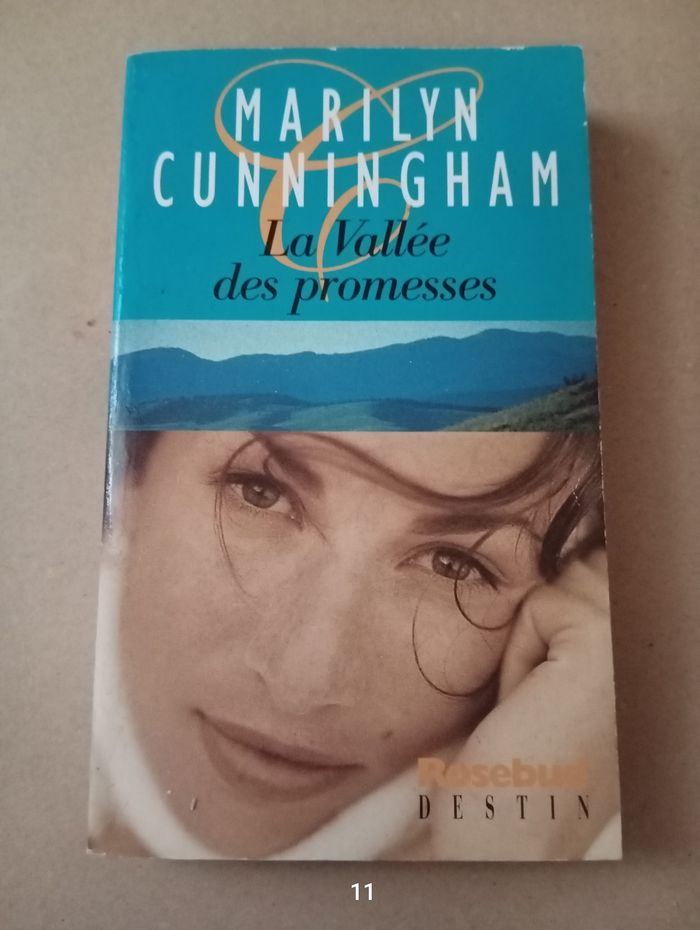 MARILYN
CUNNINGHAM
La Vallée
des promesses
Rosebud
DESTIN
11